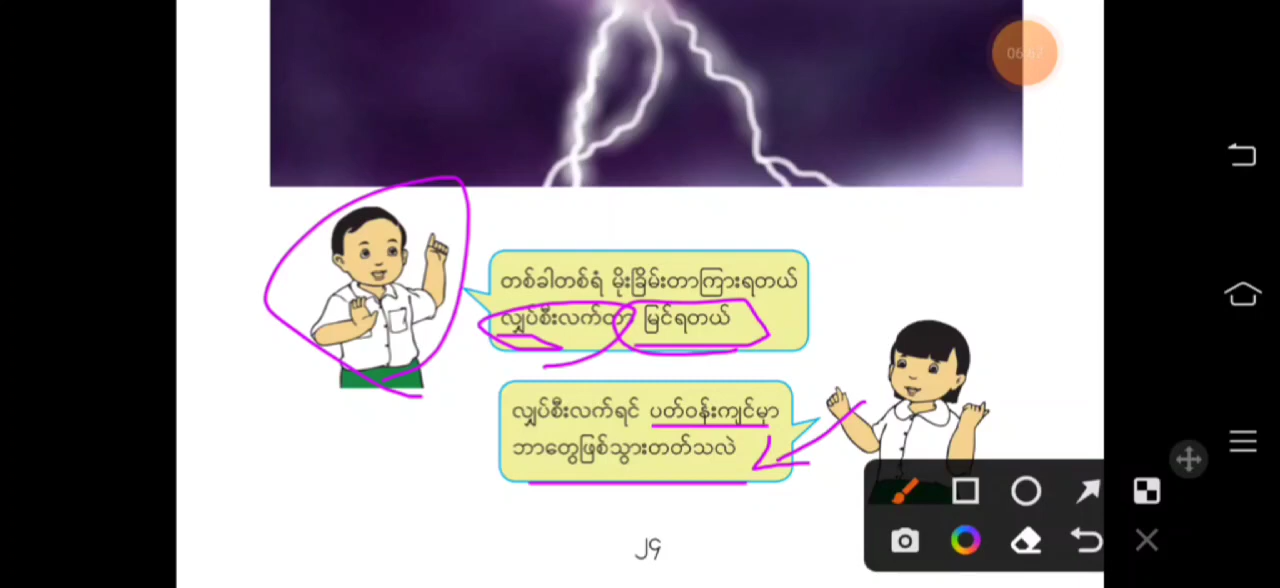 တစ်ခါတစ်ရံ မိုးခြိမ်းတာကြားရတယ်
လျှပ်စီးလက်တာ မြင်ရတယ်
လျှပ်စီးလက်ရင် ပတ်ဝန်းကျင်မှာ
ဘာတွေဖြစ်သွားတတ်သလဲ
၂၄